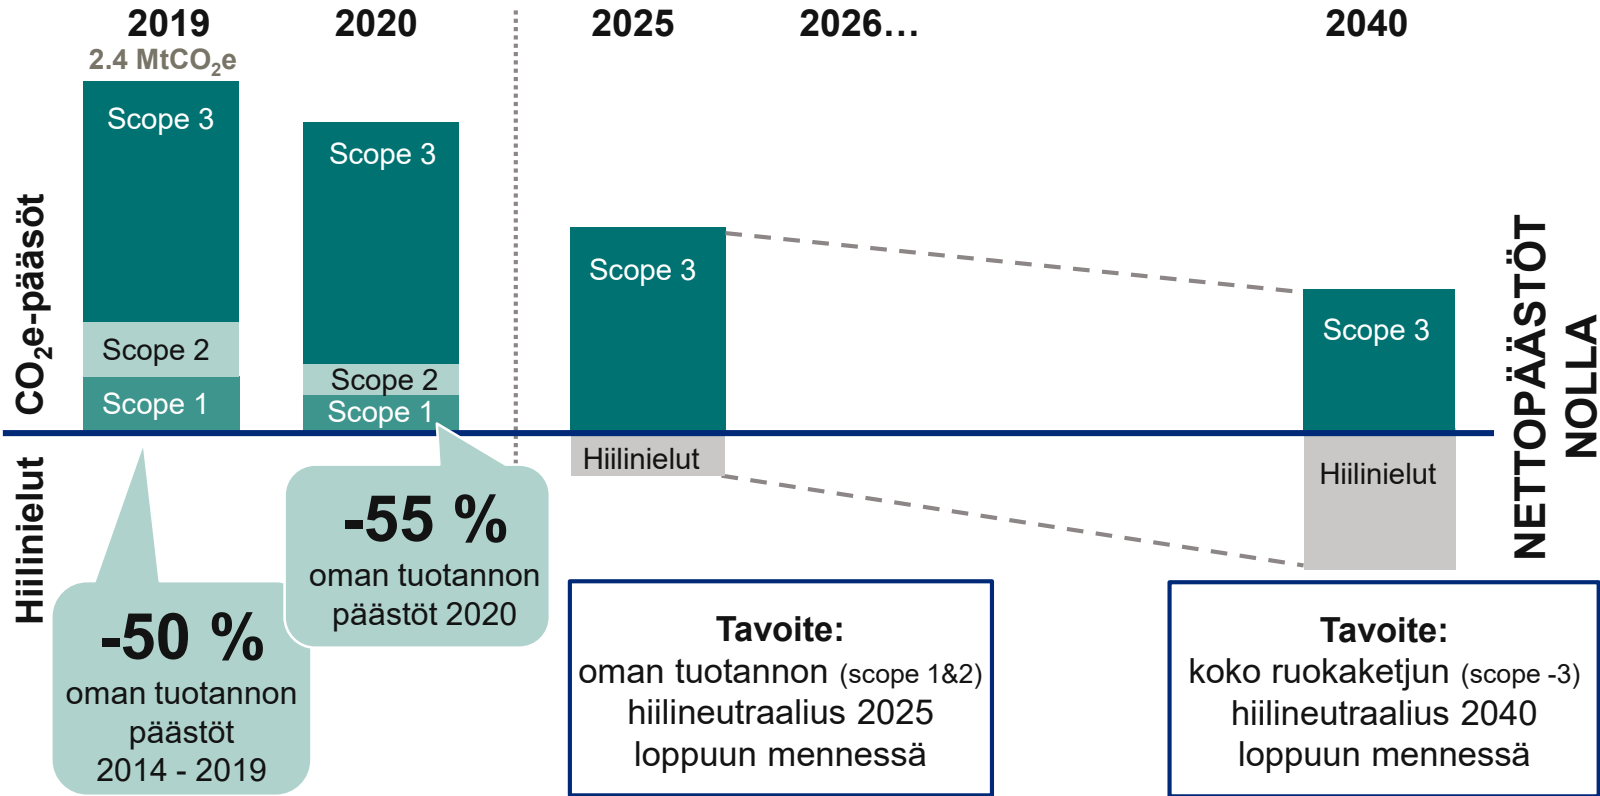 2019
2020
2025
2026…
2040
2.4 MtCO₂e
Scope 3
Scope 2
Scope 1
Scope 3
Scope 2
Scope 1
Scope 3
Hiilinielut
Scope 3
Hiilinielut
CO₂e-pääsöt
Hiilinielut
NETTOPÄÄSTÖT
NOLLA
-50 %
oman tuotannon
päästöt
2014 - 2019
-55 %
oman tuotannon
päästöt 2020
Tavoite:
oman tuotannon (scope 1&2)
hiilineutraalius 2025
loppuun mennessä
Tavoite:
koko ruokaketjun (scope -3)
hiilineutraalius 2040
loppuun mennessä